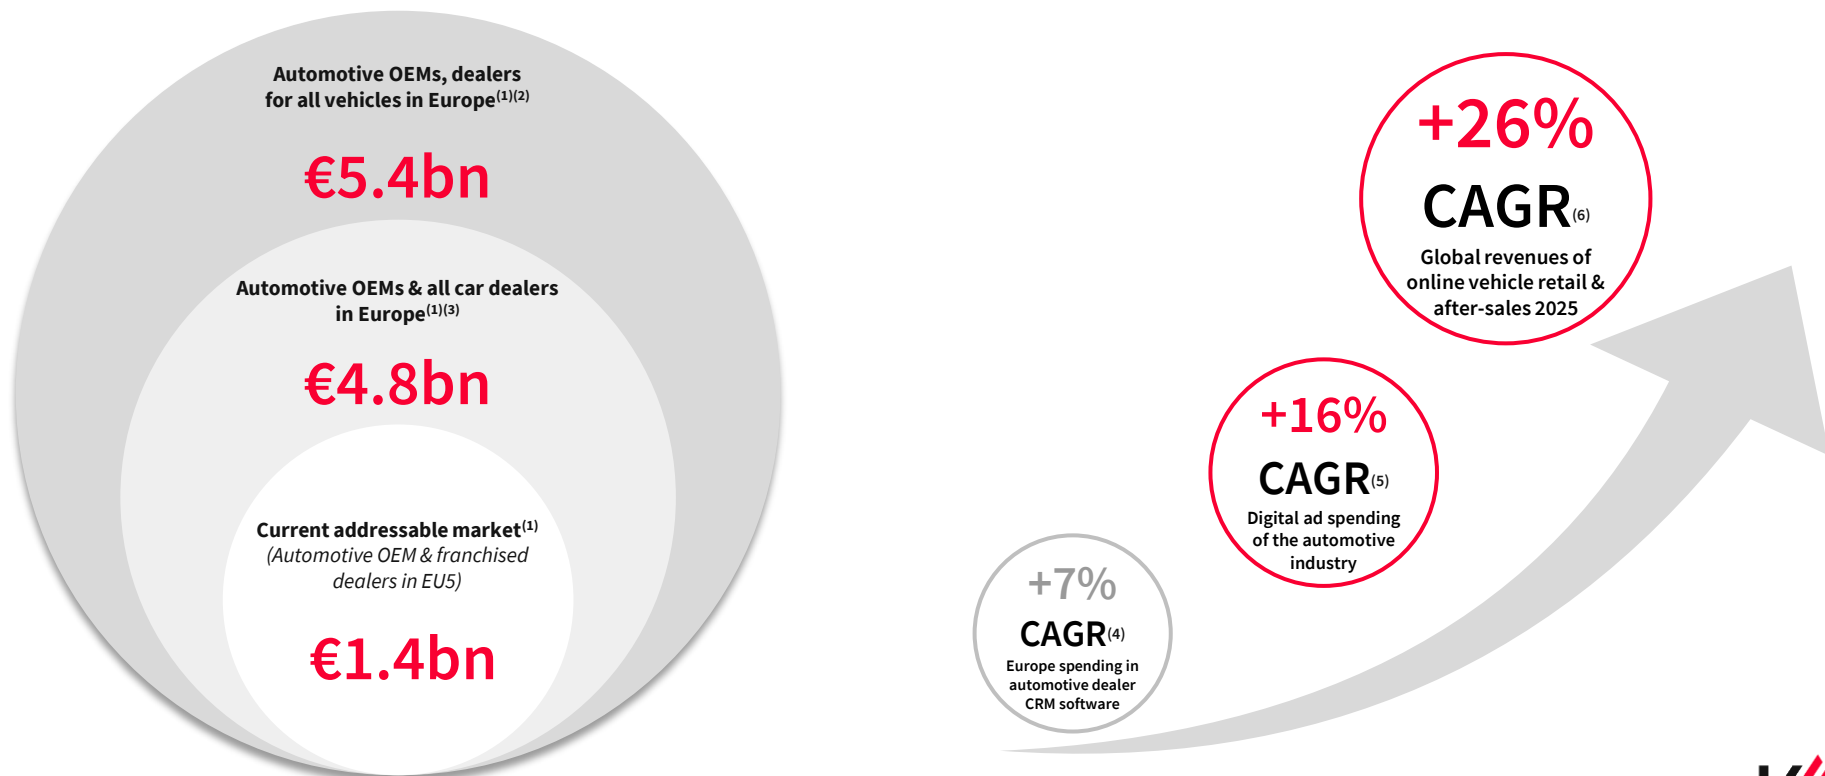 Automotive OEMs, dealers
for all vehicles in Europe(1)(2)
€5.4bn
Automotive OEMs & all car dealers
in Europe(1)(3)
€4.8bn
Current addressable market(1)
(Automotive OEM & franchised
dealers in EU5)
€1.4bn
+26%
CAGR(6)
Global revenues of
online vehicle retail &
after-sales 2025
+16%
CAGR(5)
Digital ad spending
of the automotive
industry
+7%
CAGR(4)
Europe spending in
automotive dealer
CRM software